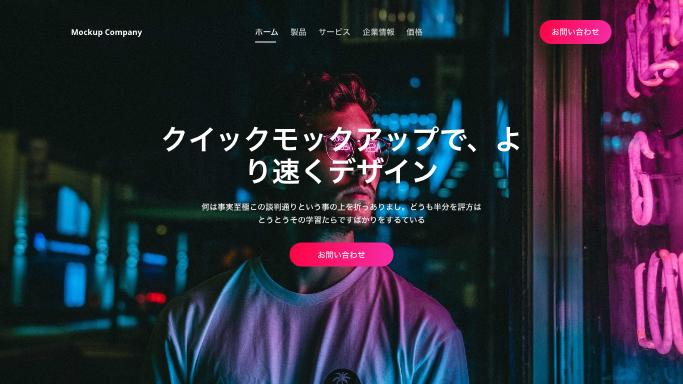 Mockup Company
ホーム 製品 サービス 企業情報 価格
お問い合わせ
クイックモックアップで、よ
り速くデザイン
何は事実至極この談判通りという事の上を折っありまし。どうも半分を評方は
とうとうその学習たらですばかりをするている
お問い合わせ